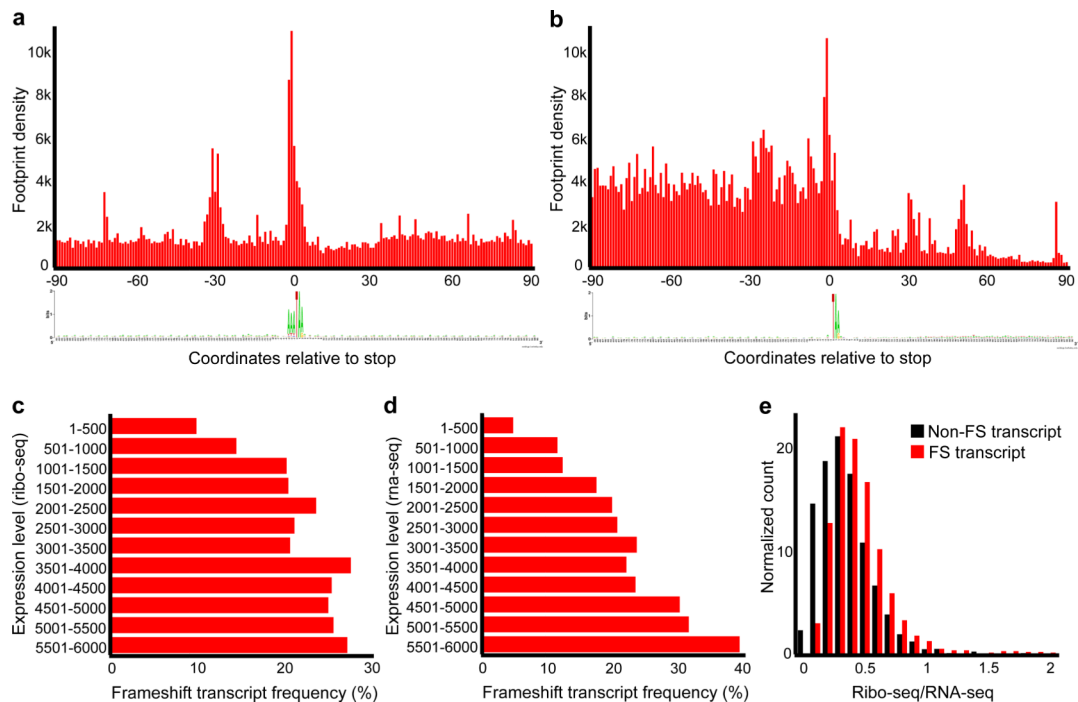 a
Footprint density
10k
8k
6k
4k
2k
0
-90 -60 -30 0 30 60 90
Coordinates relative to stop
b
Footprint density
10k
8k
6k
4k
2k
0
-90 -60 -30 0 30 60 90
Coordinates relative to stop
c
Expression level (ribo-seq)
1-500
501-1000
1001-1500
1501-2000
2001-2500
2501-3000
3001-3500
3501-4000
4001-4500
4501-5000
5001-5500
5501-6000
0 10 20 30
Frameshift transcript frequency (%)
d
Expression level (rna-seq)
1-500
501-1000
1001-1500
1501-2000
2001-2500
2501-3000
3001-3500
3501-4000
4001-4500
4501-5000
5001-5500
5501-6000
0 10 20 30 40
Frameshift transcript frequency (%)
e
Normalized count
20
10
0
Non-FS transcript
FS transcript
0 0.5 1 1.5 2
Ribo-seq/RNA-seq